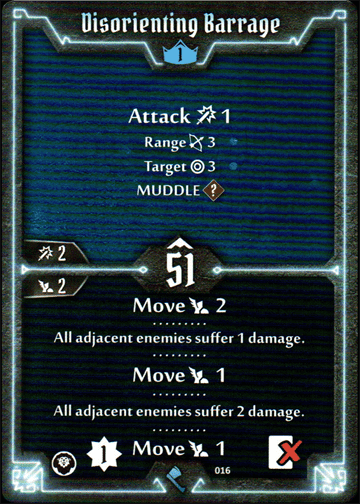 Disorienting Barrage
1
Attack 1
Range 3
Target 3
MUDDLE ?
2
51
2
Move 2
All adjacent enemies suffer 1 damage.
Move 1
All adjacent enemies suffer 2 damage.
Move 1
1
016